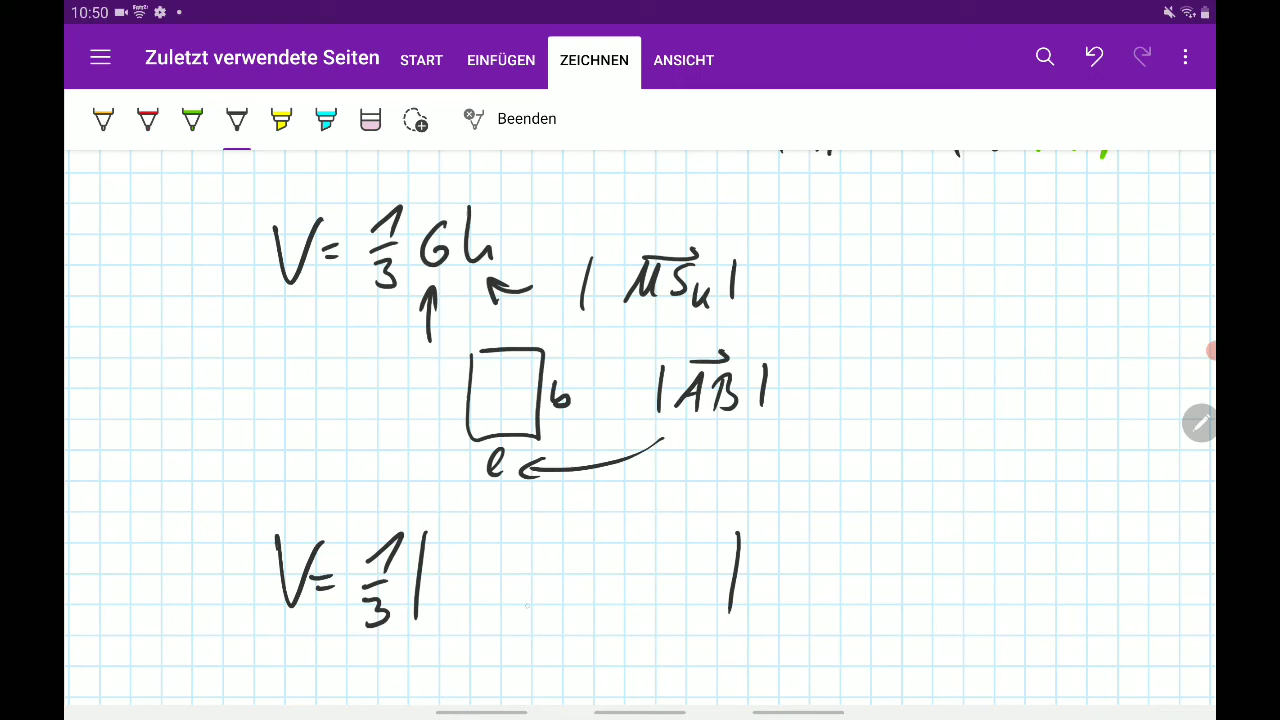 10:50
Zuletzt verwendete Seiten START EINFÜGEN ZEICHNEN ANSICHT
Beenden
V = 1/3 G h
| MS_k |
b
| AB |
l
V = 1/3 | |